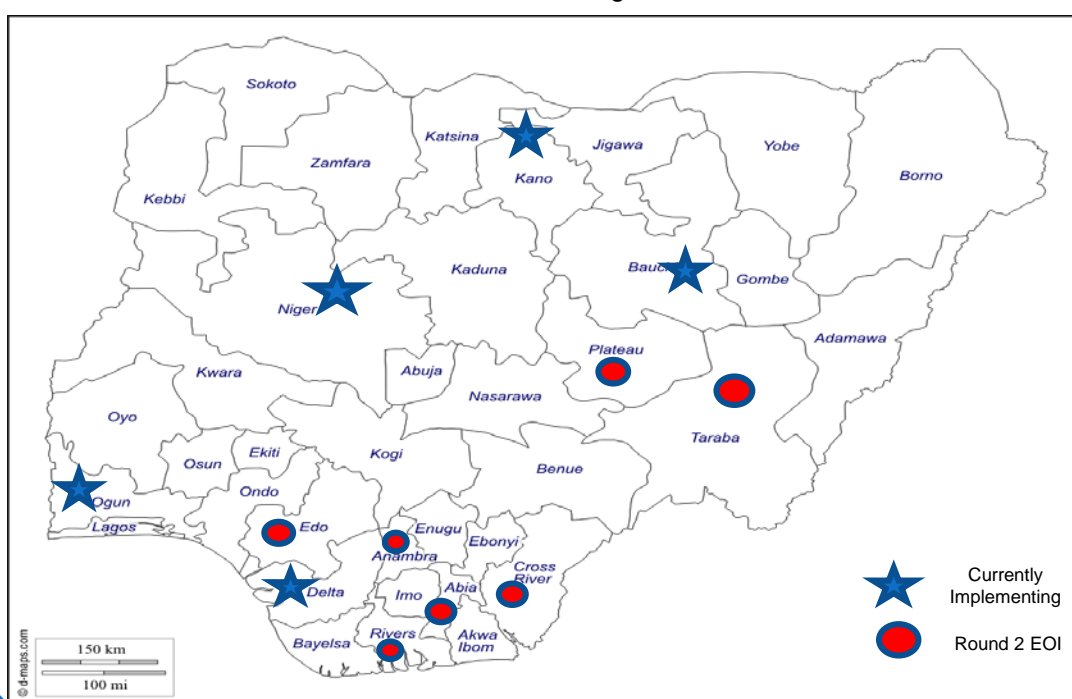 Sokoto
Katsina
Jigawa
Yobe
Zamfara
Kano
Borno
Kebbi
Kaduna
Gombe
Niger
Adamawa
Plateau
Abuja
Kwara
Nasarawa
Oyo
Taraba
Kogi
Ekiti
Osun
Benue
Ondo
Ogun
Lagos
Edo
Enugu
Ebonyi
Anambra
Cross
River
Delta
Imo
Abia
Rivers
Bayelsa
Akwa
Ibom
Currently
Implementing
Round 2 EOI
150 km
100 mi
© d-maps.com